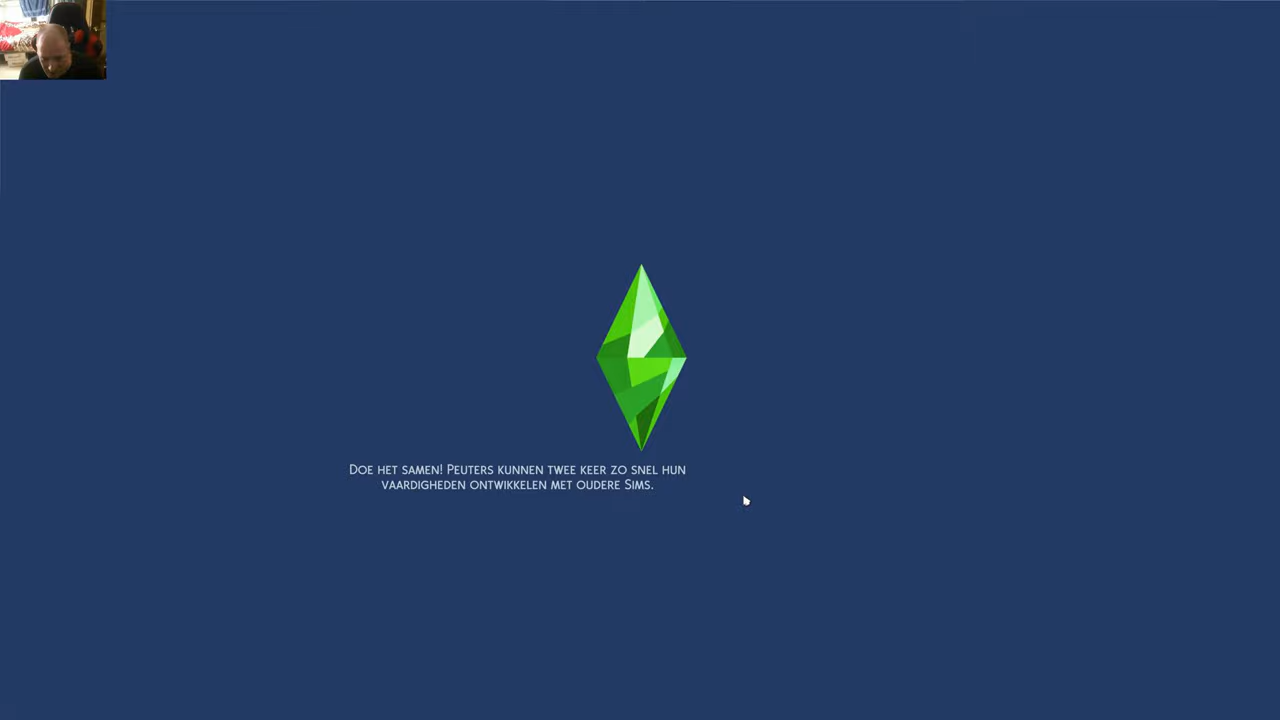 Doe het samen! Peuters kunnen twee keer zo snel hun
vaardigheden ontwikkelen met oudere Sims.